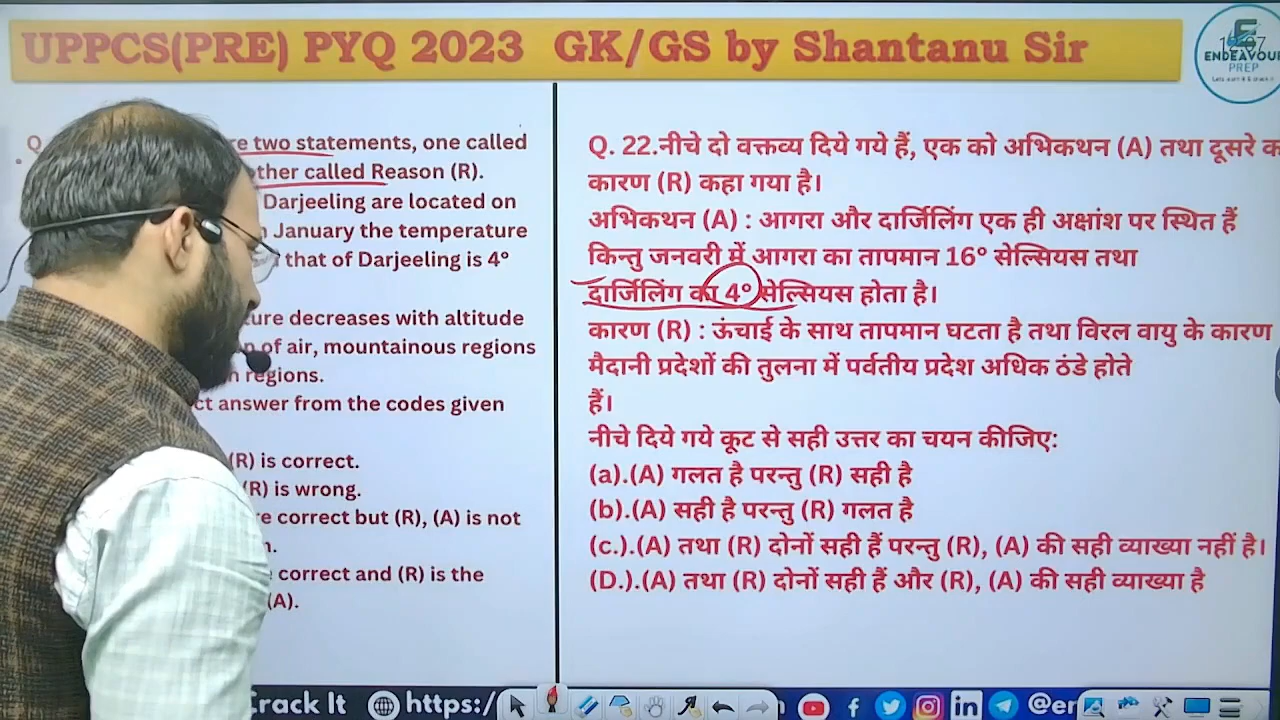 UPPCS(PRE) PYQ 2023 GK/GS by Shantanu Sir
ENDEAVOUR
PREP
Q
two statements, one called
other called Reason (R).
Darjeeling are located on
January the temperature
that of Darjeeling is 4°
decreases with altitude
of air, mountainous regions
regions.
answer from the codes given
(R) is correct.
(R) is wrong.
correct but (R), (A) is not
correct and (R) is the
(A).
Q. 22.नीचे दो वक्तव्य दिये गये हैं, एक को अभिकथन (A) तथा दूसरे
कारण (R) कहा गया है।
अभिकथन (A) : आगरा और दार्जिलिंग एक ही अक्षांश पर स्थित हैं
किन्तु जनवरी में आगरा का तापमान 16° सेल्सियस तथा
दार्जिलिंग का 4° सेल्सियस होता है।
कारण (R) : ऊंचाई के साथ तापमान घटता है तथा विरल वायु के कारण
मैदानी प्रदेशों की तुलना में पर्वतीय प्रदेश अधिक ठंडे होते
हैं।
नीचे दिये गये कूट से सही उत्तर का चयन कीजिए:
(a).(A) गलत है परन्तु (R) सही है
(b).(A) सही है परन्तु (R) गलत है
(c.).(A) तथा (R) दोनों सही हैं परन्तु (R), (A) की सही व्याख्या नहीं है।
(D.).(A) तथा (R) दोनों सही हैं और (R), (A) की सही व्याख्या है
Crack It https:/ @er